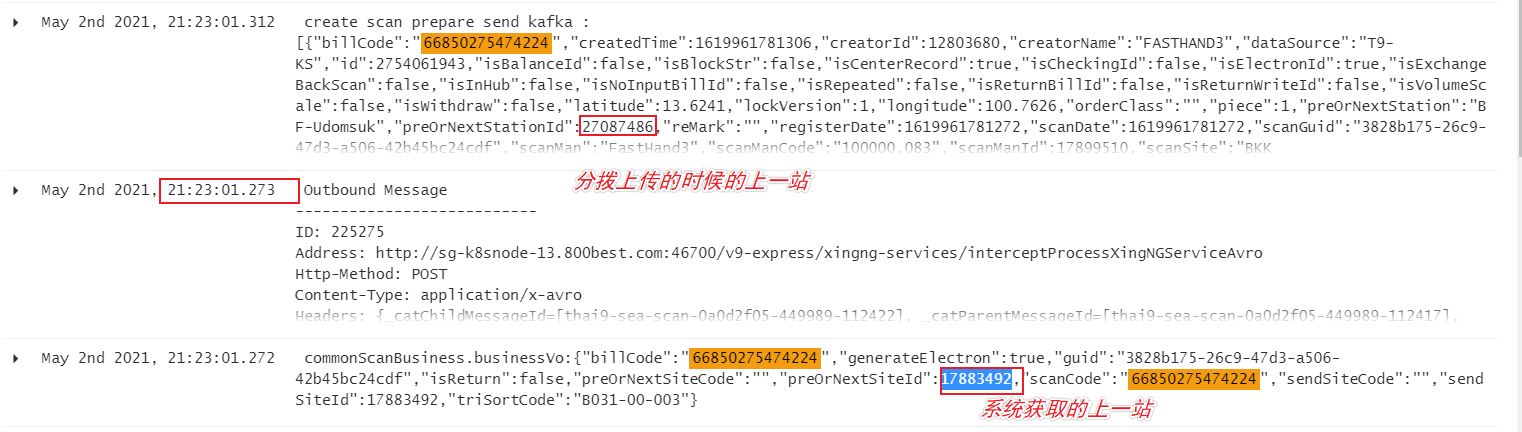 May 2nd 2021, 21:23:01.312 create scan prepare send kafka :
[{"billCode":"66850275474224","createdTime":1619961781306,"creatorId":12803680,"creatorName":"FASTHAND3","dataSource":"T9-
KS","id":2754061943,"isBalanceId":false,"isBlockStr":false,"isCenterRecord":true,"isCheckingId":false,"isElectronId":true,"isExchange
BackScan":false,"isInHub":false,"isNoInputBillId":false,"isRepeated":false,"isReturnBillId":false,"isReturnWriteId":false,"isVolumeSc
ale":false,"isWithdraw":false,"latitude":13.6241,"lockVersion":1,"longitude":100.7626,"orderClass":"","piece":1,"preOrNextStation":"B
F-Udomsuk","preOrNextStationId":27087486,"reMark":"","registerDate":1619961781272,"scanDate":1619961781272,"scanGuid":"3828b175-26c9-
47d3-a506-42b45bc24cdf","scanMan":"FastHand3","scanManCode":"100000.083","scanManId":17899510,"scanSite":"BKK
分拨上传的时候的上一站
May 2nd 2021, 21:23:01.273 Outbound Message
---------------------------
ID: 225275
Address: http://sg-k8snode-13.800best.com:46700/v9-express/xingng-services/interceptProcessXingNGServiceAvro
Http-Method: POST
Content-Type: application/x-avro
Headers: {_catChildMessageId=[thai9-sea-scan-0a0d2f05-449989-112422], _catParentMessageId=[thai9-sea-scan-0a0d2f05-449989-112417],
May 2nd 2021, 21:23:01.272 commonScanBusiness.businessVo:{"billCode":"66850275474224","generateElectron":true,"guid":"3828b175-26c9-47d3-a506-
42b45bc24cdf","isReturn":false,"preOrNextSiteCode":"","preOrNextSiteId":17883492,"scanCode":"66850275474224","sendSiteCode":"","send
SiteId":17883492,"triSortCode":"B031-00-003"}
系统获取的上一站